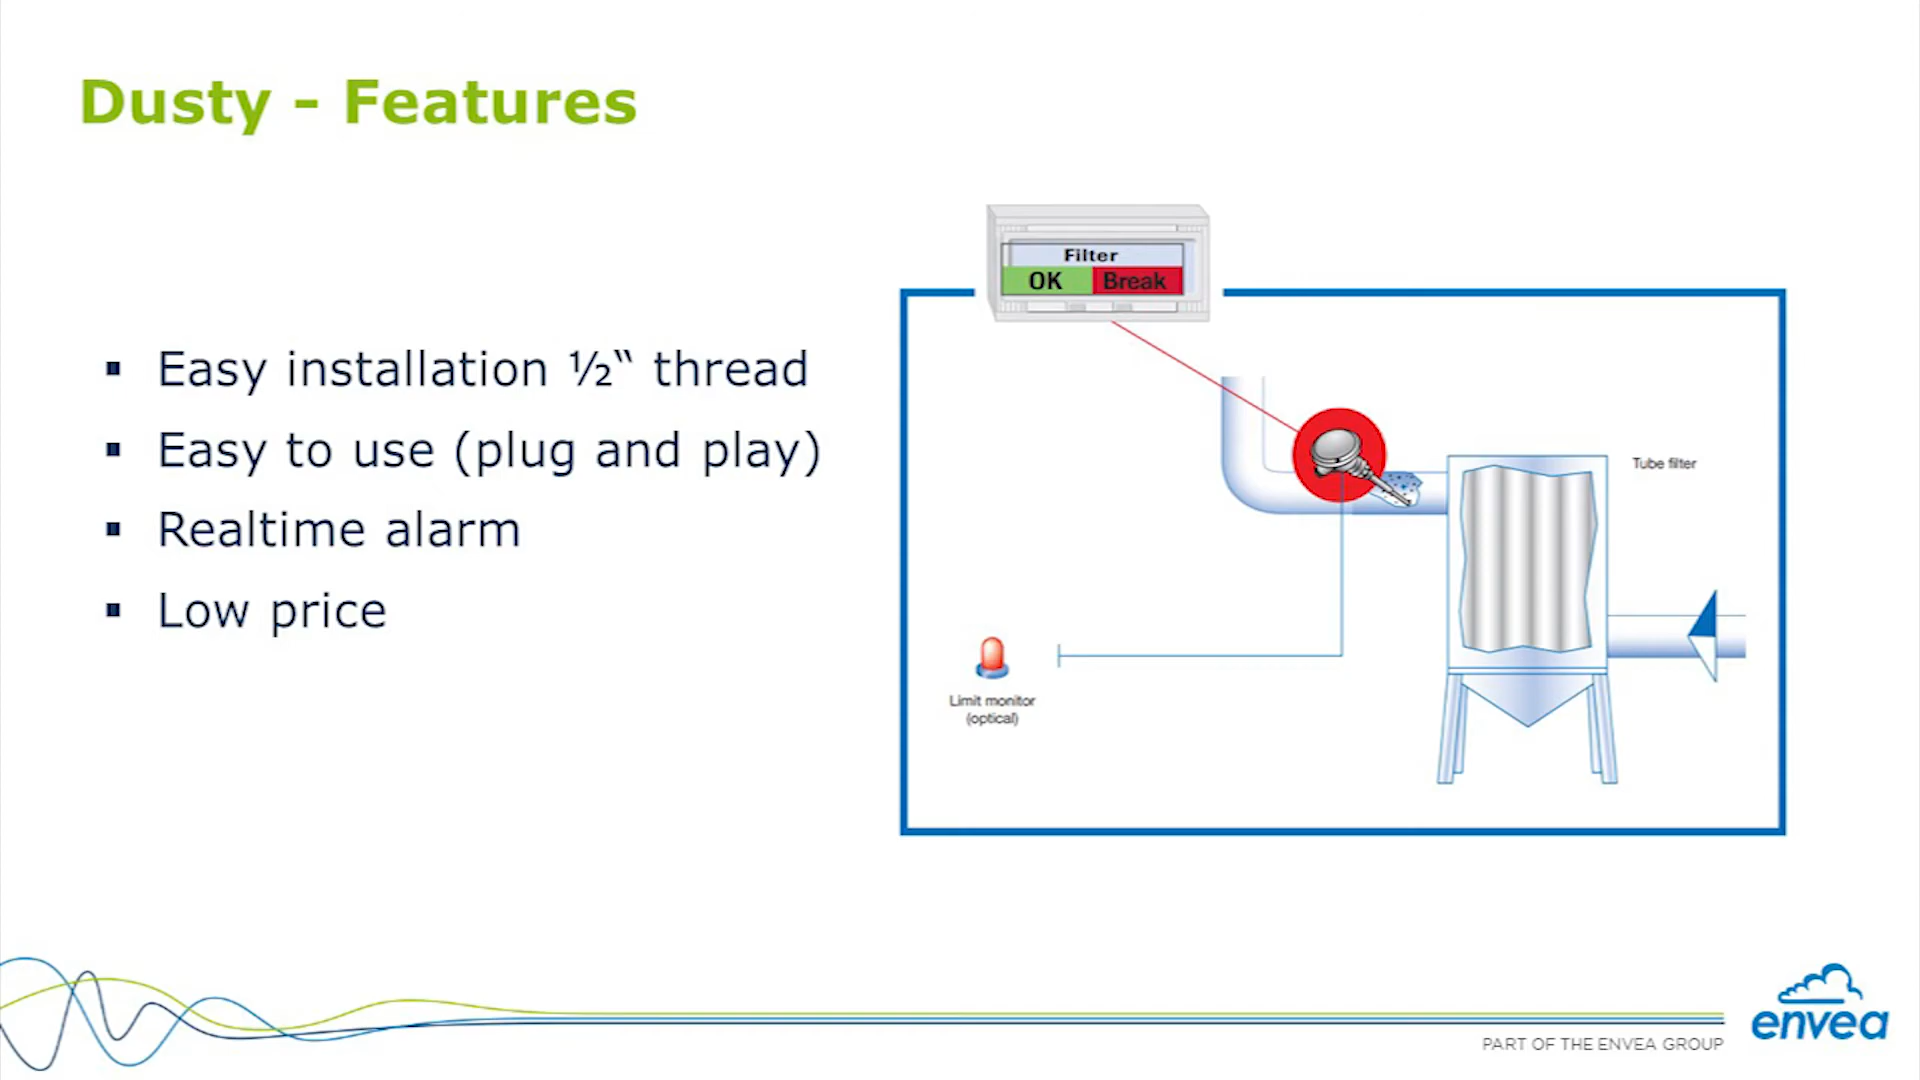 Dusty - Features
Easy installation ½“ thread
Easy to use (plug and play)
Realtime alarm
Low price
Filter
OK Break
Tube filter
Limit monitor
(optical)
PART OF THE ENVEA GROUP
envea